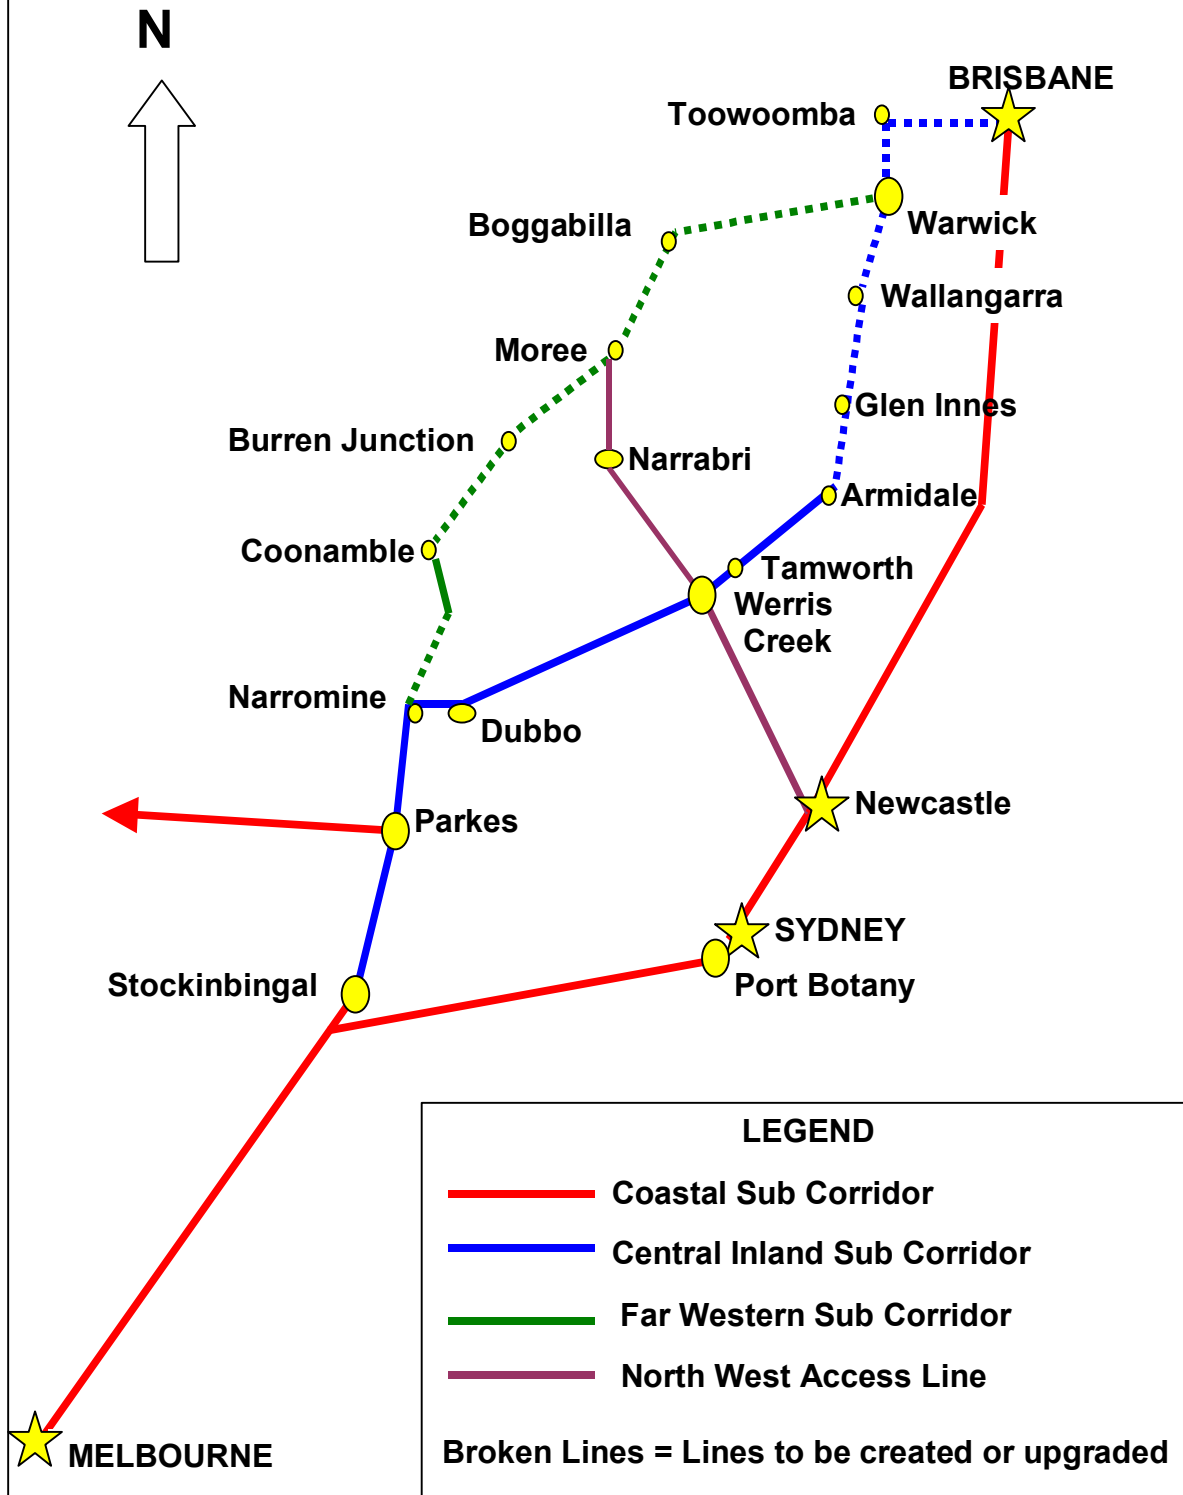 N
BRISBANE
Toowoomba
Boggabilla
Warwick
Wallangarra
Moree
Glen Innes
Burren Junction
Narrabri
Armidale
Coonamble
Tamworth
Werris
Creek
Narromine
Dubbo
Newcastle
Parkes
SYDNEY
Stockinbingal
Port Botany
LEGEND
Coastal Sub Corridor
Central Inland Sub Corridor
Far Western Sub Corridor
North West Access Line
Broken Lines = Lines to be created or upgraded
MELBOURNE